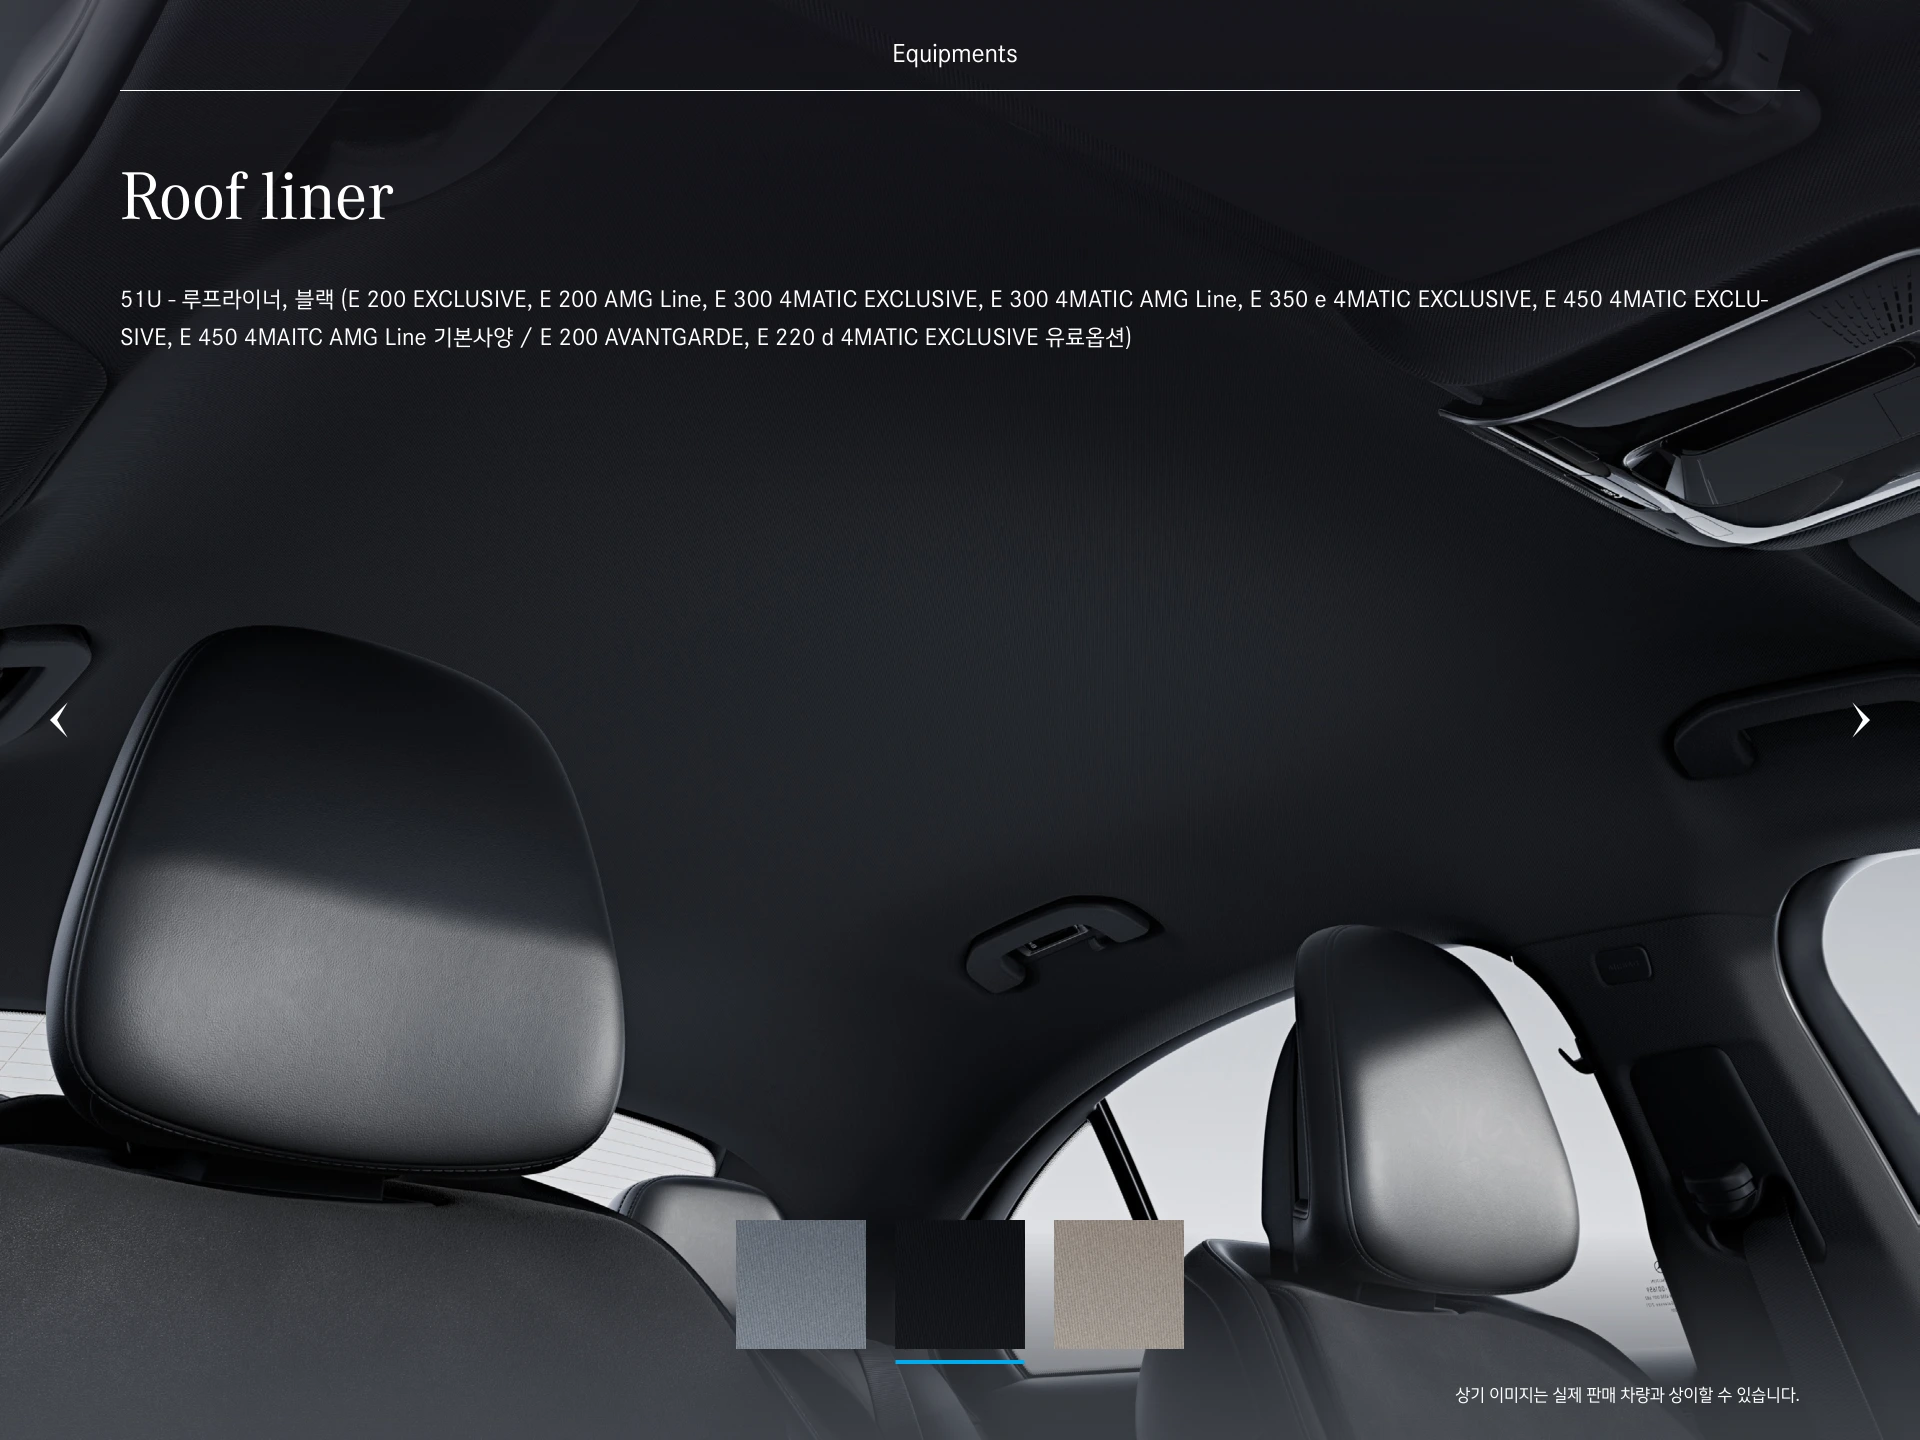 Equipments
Roof liner
51U - 루프라이너, 블랙 (E 200 EXCLUSIVE, E 200 AMG Line, E 300 4MATIC EXCLUSIVE, E 300 4MATIC AMG Line, E 350 e 4MATIC EXCLUSIVE, E 450 4MATIC EXCLU-
SIVE, E 450 4MAITC AMG Line 기본사양 / E 200 AVANTGARDE, E 220 d 4MATIC EXCLUSIVE 유료옵션)
상기 이미지는 실제 판매 차량과 상이할 수 있습니다.